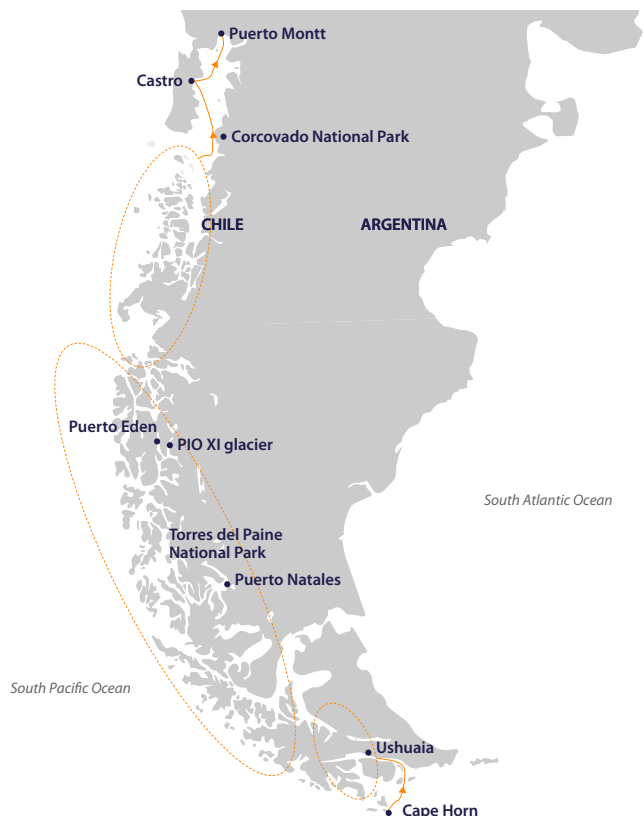 Puerto Montt
Castro
Corcovado National Park
CHILE
ARGENTINA
Puerto Eden
PIO XI glacier
South Atlantic Ocean
Torres del Paine
National Park
Puerto Natales
South Pacific Ocean
Ushuaia
Cape Horn